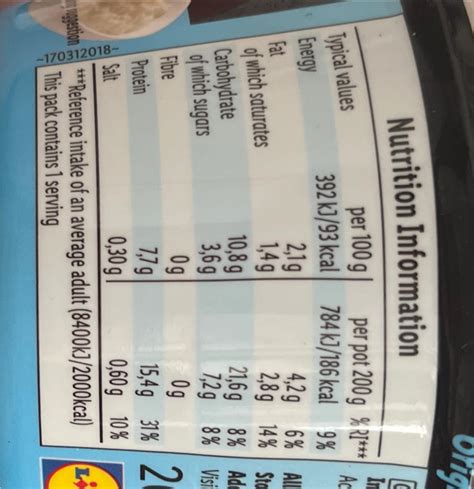 Nutrition Information
Typical values per 100 g per pot 200 g %RI***
Energy 392 kJ/93 kcal 784 kJ/186 kcal 9%
Fat 2,1 g 4,2 g 6%
of which saturates 1,4 g 2,8 g 14%
Carbohydrate 10,8 g 21,6 g 8%
of which sugars 3,6 g 7,2 g 8%
Fibre 0 g 0 g
Protein 7,7 g 15,4 g 31%
Salt 0,30 g 0,60 g 10%
***Reference intake of an average adult (8400kJ/2000kcal)
This pack contains 1 serving
-170312018-